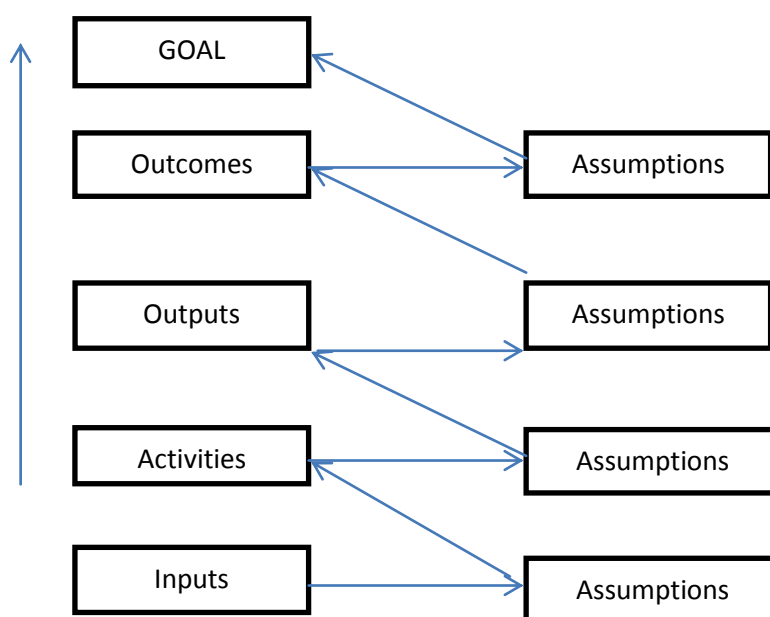 GOAL
Outcomes
Assumptions
Outputs
Assumptions
Activities
Assumptions
Inputs
Assumptions